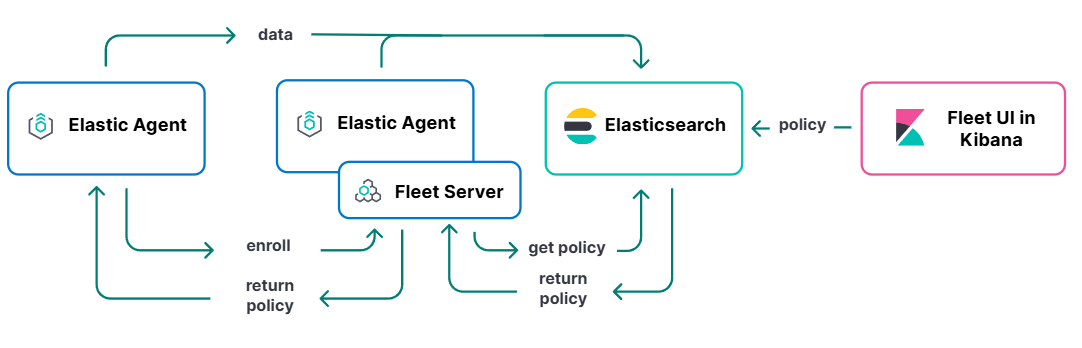 data
Elastic Agent
Elastic Agent
Fleet Server
Elasticsearch
policy
Fleet UI in
Kibana
enroll
return
policy
get policy
return
policy